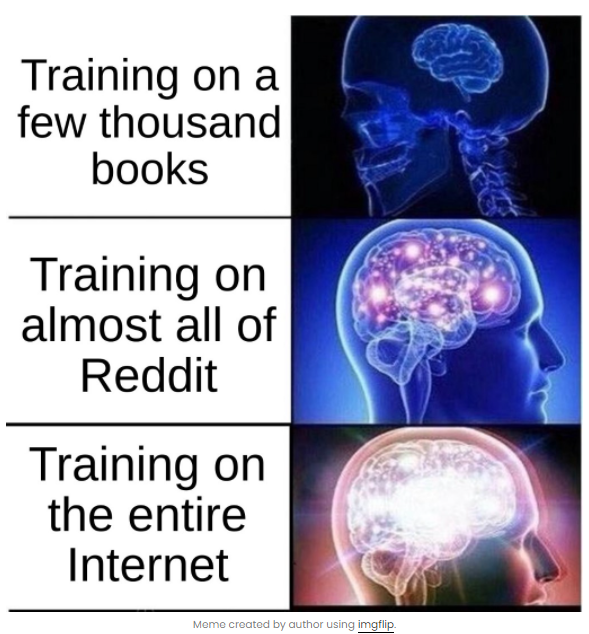 Training on a
few thousand
books
Training on
almost all of
Reddit
Training on
the entire
Internet
Meme created by author using imgflip.